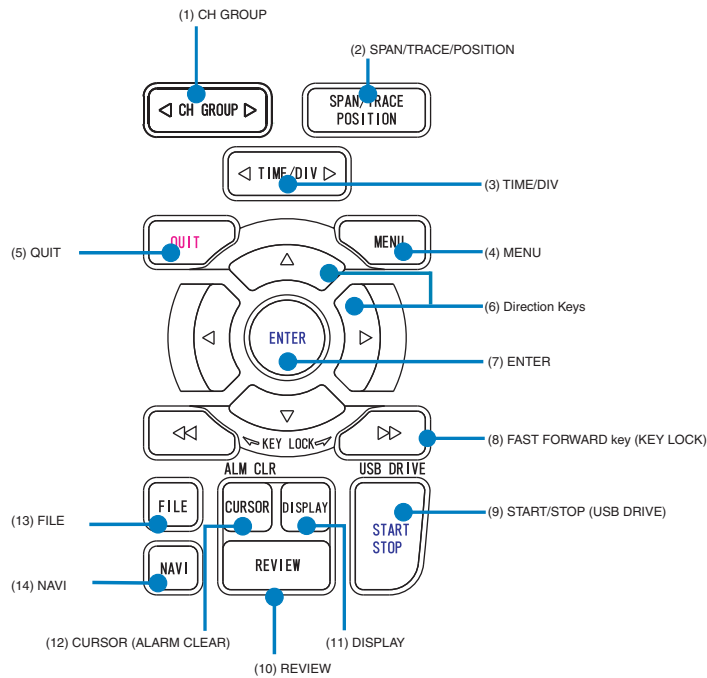 (1) CH GROUP
(2) SPAN/TRACE/POSITION
◁ CH GROUP ▷
SPAN/TRACE
POSITION
◁ TIME/DIV ▷
(3) TIME/DIV
(5) QUIT
QUIT
MENU
(4) MENU
(6) Direction Keys
ENTER
(7) ENTER
KEY LOCK
(8) FAST FORWARD key (KEY LOCK)
ALM CLR
USB DRIVE
FILE
CURSOR
DISPLAY
START
STOP
(9) START/STOP (USB DRIVE)
(13) FILE
NAVI
REVIEW
(14) NAVI
(12) CURSOR (ALARM CLEAR)
(11) DISPLAY
(10) REVIEW